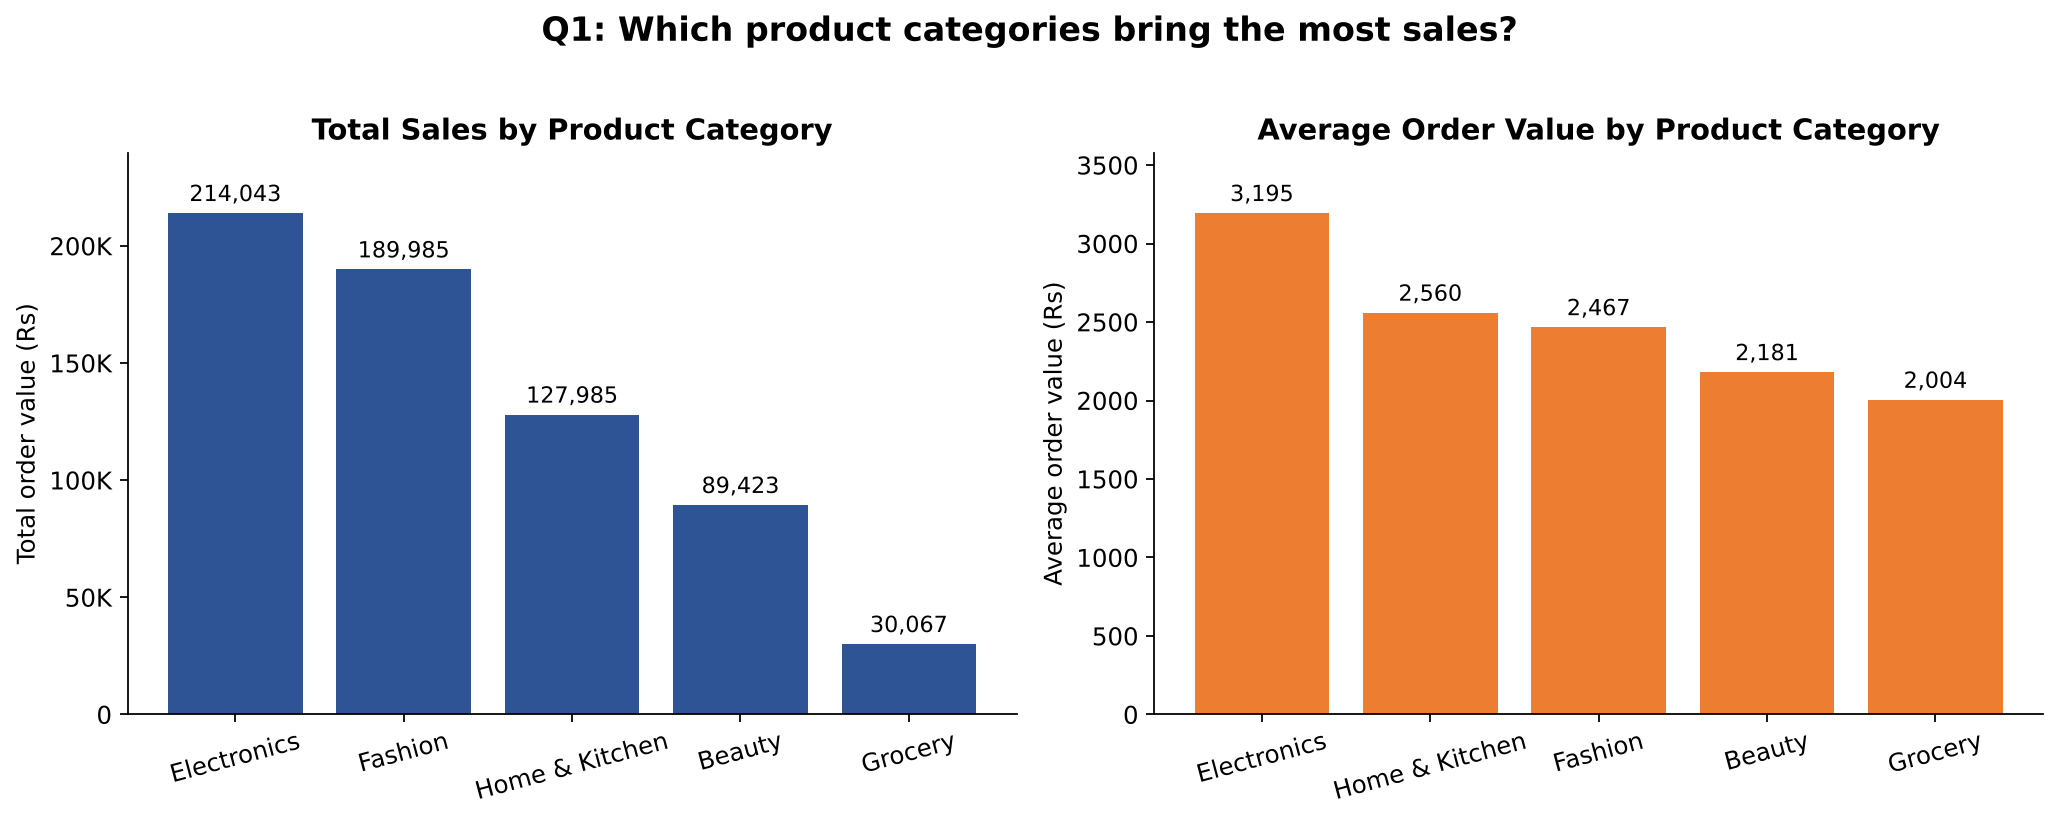 Q1: Which product categories bring the most sales?
Total Sales by Product Category
Total order value (Rs)
200K
150K
100K
50K
0
214,043
189,985
127,985
89,423
30,067
Electronics
Fashion
Home & Kitchen
Beauty
Grocery
Average Order Value by Product Category
Average order value (Rs)
3500
3000
2500
2000
1500
1000
500
0
3,195
2,560
2,467
2,181
2,004
Electronics
Home & Kitchen
Fashion
Beauty
Grocery